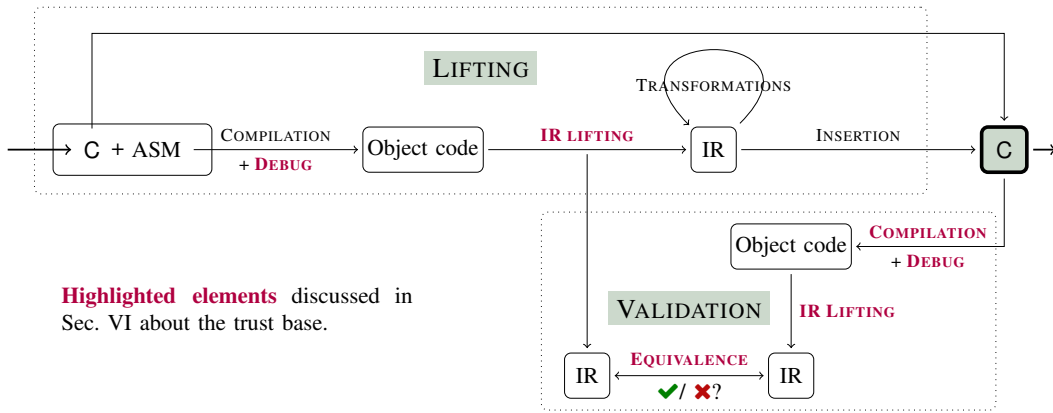 LIFTING
TRANSFORMATIONS
C + ASM
COMPILATION
+ DEBUG
Object code
IR LIFTING
IR
INSERTION
C
Object code
COMPILATION
+ DEBUG
Highlighted elements discussed in
Sec. VI about the trust base.
VALIDATION
IR LIFTING
IR
EQUIVALENCE
✔/ ✖?
IR